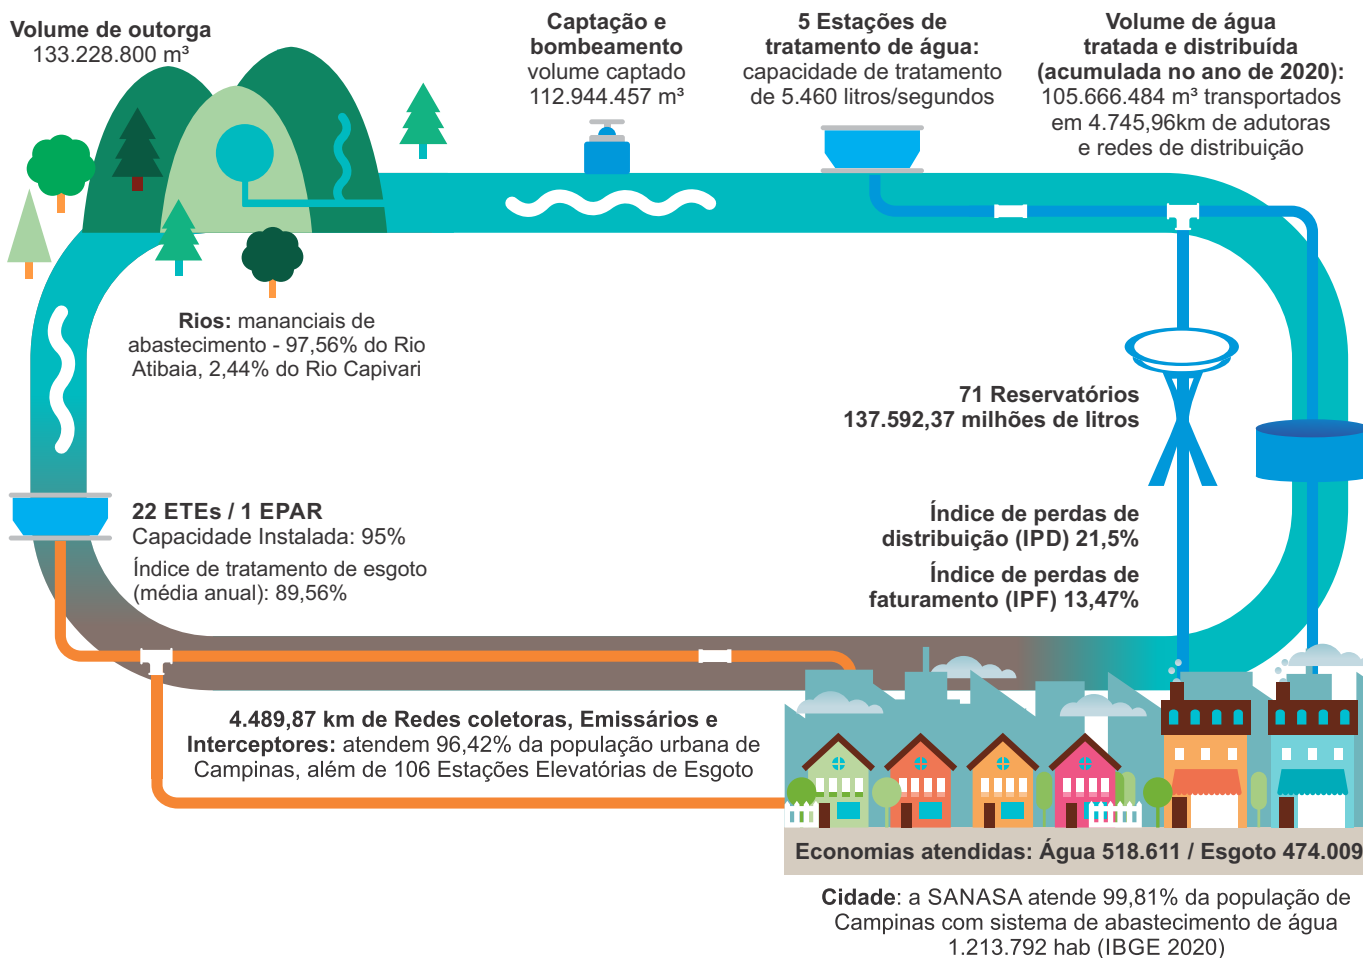 Volume de outorga
133.228.800 m³
Captação e
bombeamento
volume captado
112.944.457 m³
5 Estações de
tratamento de água:
capacidade de tratamento
de 5.460 litros/segundos
Volume de água
tratada e distribuída
(acumulada no ano de 2020):
105.666.484 m³ transportados
em 4.745,96km de adutoras
e redes de distribuição
Rios: mananciais de
abastecimento - 97,56% do Rio
Atibaia, 2,44% do Rio Capivari
71 Reservatórios
137.592,37 milhões de litros
22 ETEs / 1 EPAR
Capacidade Instalada: 95%
Índice de tratamento de esgoto
(média anual): 89,56%
Índice de perdas de
distribuição (IPD) 21,5%
Índice de perdas de
faturamento (IPF) 13,47%
4.489,87 km de Redes coletoras, Emissários e
Interceptores: atendem 96,42% da população urbana de
Campinas, além de 106 Estações Elevatórias de Esgoto
Economias atendidas: Água 518.611 / Esgoto 474.009
Cidade: a SANASA atende 99,81% da população de
Campinas com sistema de abastecimento de água
1.213.792 hab (IBGE 2020)